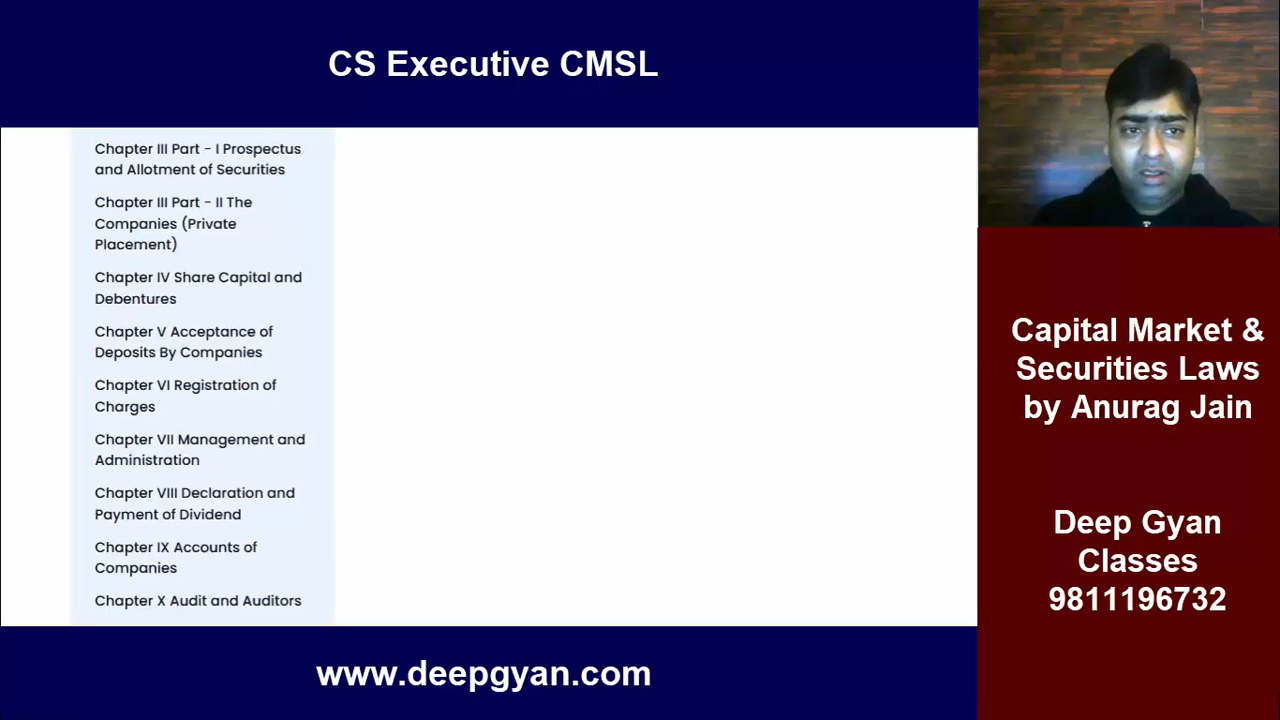 CS Executive CMSL
Chapter III Part - I Prospectus
and Allotment of Securities
Chapter III Part - II The
Companies (Private
Placement)
Chapter IV Share Capital and
Debentures
Chapter V Acceptance of
Deposits By Companies
Chapter VI Registration of
Charges
Chapter VII Management and
Administration
Chapter VIII Declaration and
Payment of Dividend
Chapter IX Accounts of
Companies
Chapter X Audit and Auditors
www.deepgyan.com
Capital Market &
Securities Laws
by Anurag Jain
Deep Gyan
Classes
9811196732